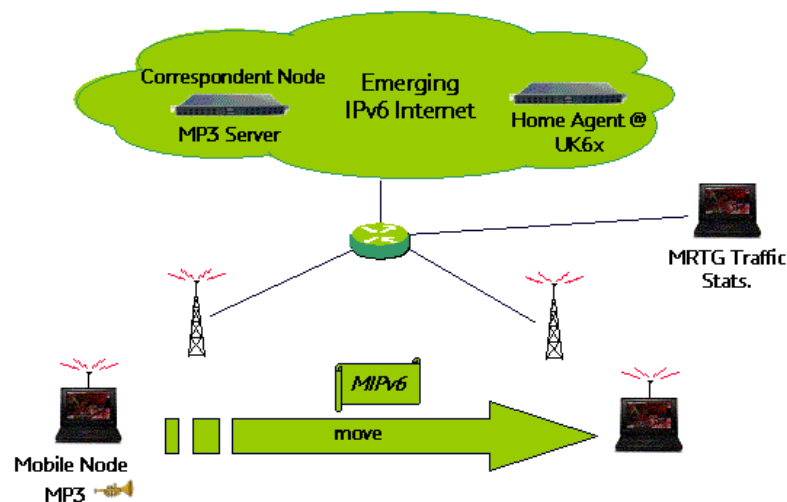 Correspondent Node
MP3 Server
Emerging
IPv6 Internet
Home Agent @
UK6x
MRTG Traffic
Stats.
MIPv6
move
Mobile Node
MP3